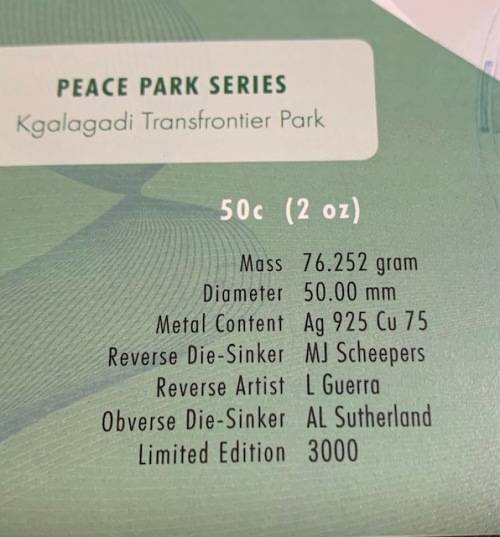 PEACE PARK SERIES
Kgalagadi Transfrontier Park
50c (2 oz)
Mass 76.252 gram
Diameter 50.00 mm
Metal Content Ag 925 Cu 75
Reverse Die-Sinker MJ Scheepers
Reverse Artist L Guerra
Obverse Die-Sinker AL Sutherland
Limited Edition 3000